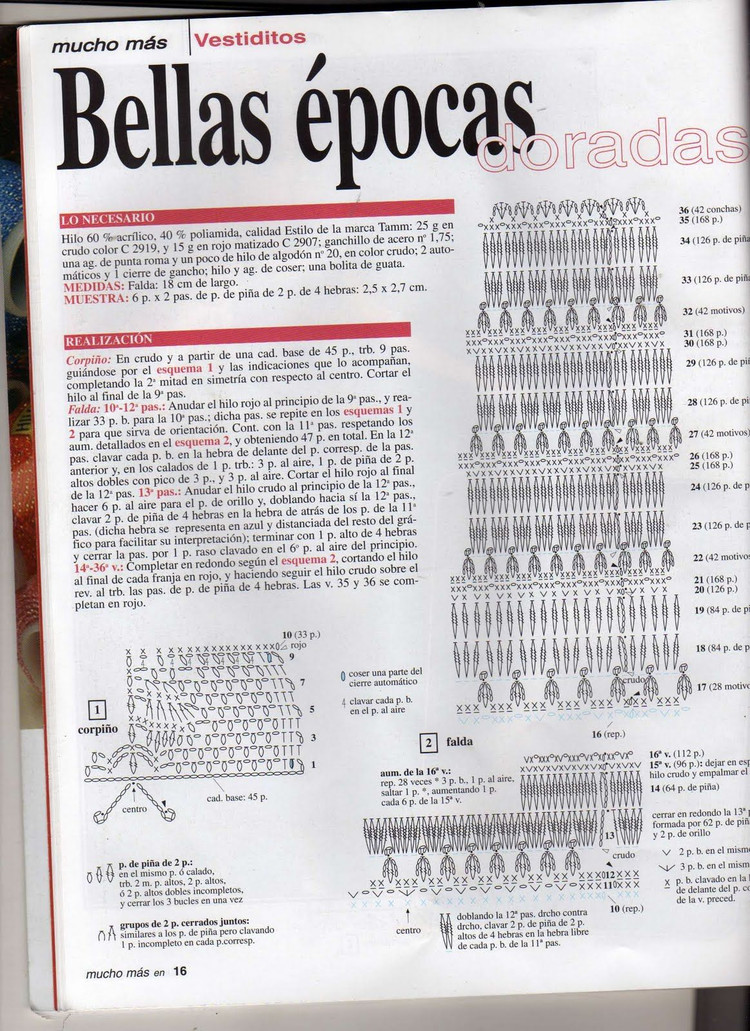 mucho más Vestiditos
Bellas épocas
doradas
LO NECESARIO
Hilo 60 % acrílico, 40 % poliamida, calidad Estilo de la marca Tamm: 25 g en
crudo color C 2919, y 15 g en rojo matizado C 2907; ganchillo de acero nº 1,75;
una ag. de punta roma y un poco de hilo de algodón nº 20, en color crudo; 2 auto-
máticos y 1 cierre de gancho; hilo y ag. de coser; una bolita de guata.
MEDIDAS: Falda: 18 cm de largo.
MUESTRA: 6 p. x 2 pas. de p. de piña de 2 p. de 4 hebras: 2,5 x 2,7 cm.
REALIZACIÓN
Corpiño: En crudo y a partir de una cad. base de 45 p., trb. 9 pas.
guiándose por el esquema 1 y las indicaciones que lo acompañan,
completando la 2ª mitad en simetría con respecto al centro. Cortar el
hilo al final de la 9ª pas.
Falda: 10ª-12ª pas.: Anudar el hilo rojo al principio de la 9ª pas., y rea-
lizar 33 p. b. para la 10ª pas.; dicha pas. se repite en los esquemas 1 y
2 para que sirva de orientación. Cont. con la 11ª pas. respetando los
aum. detallados en el esquema 2, y obteniendo 47 p. en total. En la 12ª
pas. clavar cada p. b. en la hebra de delante del p. corresp. de la pas.
anterior y, en los calados de 1 p. trb.: 3 p. al aire, 1 p. de piña de 2 p.
altos dobles con pico de 3 p., y 3 p. al aire. Cortar el hilo rojo al final
de la 12ª pas. 13ª pas.: Anudar el hilo crudo al principio de la 12ª pas.,
hacer 6 p. al aire para el p. de orillo y, doblando hacia sí la 12ª pas.,
clavar 2 p. de piña de 4 hebras en la hebra de atrás de los p. de la 11ª
pas. (dicha hebra se representa en azul y distanciada del resto del grá-
fico para facilitar su interpretación); terminar con 1 p. alto de 4 hebras
y cerrar la pas. por 1 p. raso clavado en el 6º p. al aire del principio.
14ª-36ª v.: Completar en redondo según el esquema 2, cortando el hilo
al final de cada franja en rojo, y haciendo seguir el hilo crudo sobre el
rev. al trb. las pas. de p. de piña de 4 hebras. Las v. 35 y 36 se com-
pletan en rojo.
36 (42 conchas)
35 (168 p.)
34 (126 p. de piña
33 (126 p. de piñ
32 (42 motivos)
31 (168 p.)
30 (168 p.)
29 (126 p. de pi
28 (126 p. de pi
27 (42 motivos
26 (168 p.)
25 (168 p.)
24 (126 p. de p
23 (126 p. de p
22 (42 motivo
21 (168 p.)
20 (126 p.)
19 (84 p. de p
18 (84 p. de p
crudo
17 (28 motivo
16 (rep.)
10 (33 p.)
rojo
9
7
5
3
1
1
corpiño
coser una parte del
cierre automático
clavar cada p. b.
en el p. al aire
cad. base: 45 p.
centro
2 falda
aum. de la 16ª v.:
rep. 28 veces * 3 p. b., 1 p. al aire,
saltar 1 p. *, aumentando 1 p.
cada 6 p. de la 15ª v.
16ª v. (112 p.)
15ª v. (96 p.): dejar en esp
hilo crudo y empalmar el
14 (64 p. de piña)
cerrar en redondo la 13ª
formada por 62 p. de piñ
y 2 p. de orillo
13
crudo
12
11
10 (rep.)
centro
2 p. b. en el mism
3 p. b. en el mism
p. b. clavado en la
de delante del p. co
de la v. preced.
p. de piña de 2 p.:
en el mismo p. ó calado,
trb. 2 m. p. altos, 2 p. altos,
ó 2 p. altos dobles incompletos,
y cerrar los 3 bucles en una vez
grupos de 2 p. cerrados juntos:
similares a los p. de piña pero clavando
1 p. incompleto en cada p.corresp.
doblando la 12ª pas. drcho contra
drcho, clavar 2 p. de piña de 2 p.
altos de 4 hebras en la hebra libre
de cada p. b. de la 11ª pas.
mucho más en 16